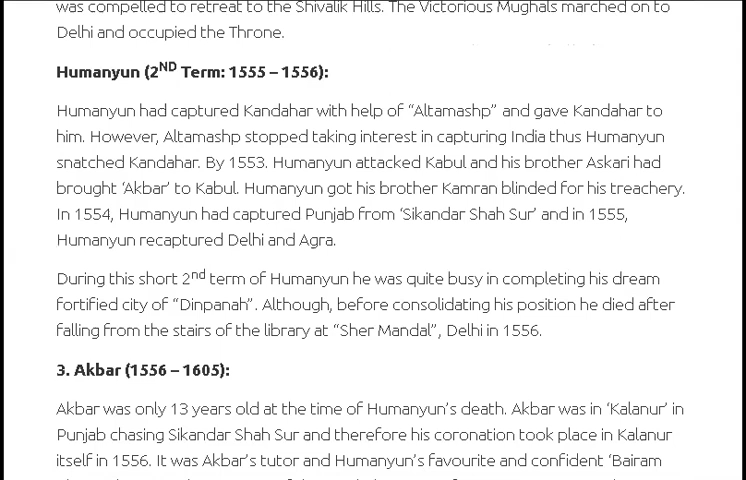 was compelled to retreat to the Shivalik Hills. The Victorious Mughals marched on to
Delhi and occupied the Throne.
Humanyun (2ND Term: 1555 – 1556):
Humanyun had captured Kandahar with help of “Altamashp” and gave Kandahar to
him. However, Altamashp stopped taking interest in capturing India thus Humanyun
snatched Kandahar. By 1553. Humanyun attacked Kabul and his brother Askari had
brought ‘Akbar’ to Kabul. Humanyun got his brother Kamran blinded for his treachery.
In 1554, Humanyun had captured Punjab from ‘Sikandar Shah Sur’ and in 1555,
Humanyun recaptured Delhi and Agra.
During this short 2nd term of Humanyun he was quite busy in completing his dream
fortified city of “Dinpanah”. Although, before consolidating his position he died after
falling from the stairs of the library at “Sher Mandal”, Delhi in 1556.
3. Akbar (1556 – 1605):
Akbar was only 13 years old at the time of Humanyun’s death. Akbar was in ‘Kalanur’ in
Punjab chasing Sikandar Shah Sur and therefore his coronation took place in Kalanur
itself in 1556. It was Akbar’s tutor and Humanyun’s favourite and confident ‘Bairam